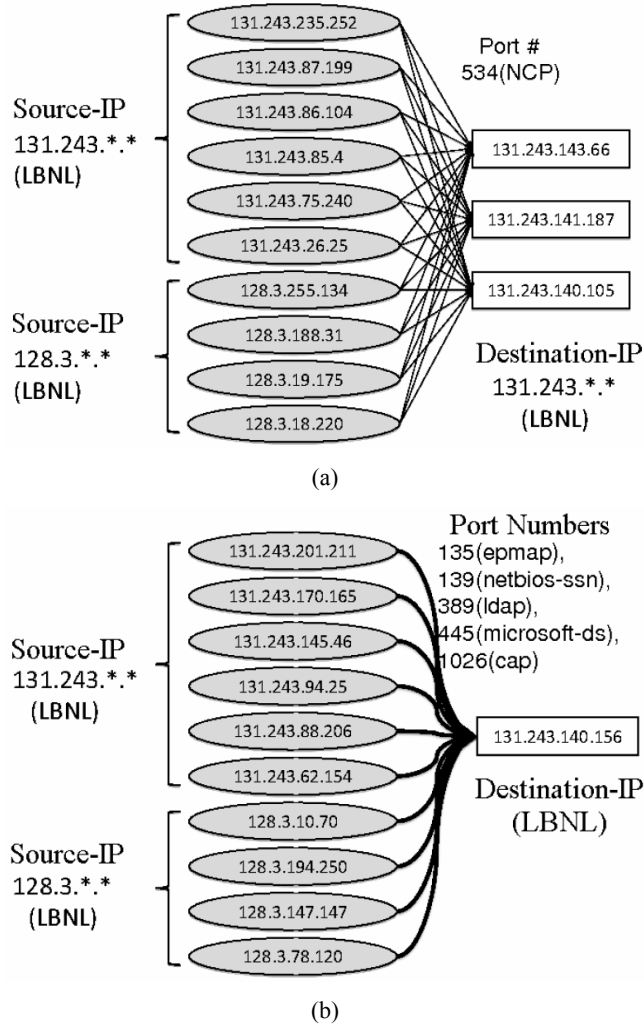 131.243.235.252
131.243.87.199
131.243.86.104
131.243.85.4
131.243.75.240
131.243.26.25
128.3.255.134
128.3.188.31
128.3.19.175
128.3.18.220
Source-IP
131.243.*.*
(LBNL)
Source-IP
128.3.*.*
(LBNL)
Port #
534(NCP)
131.243.143.66
131.243.141.187
131.243.140.105
Destination-IP
131.243.*.*
(LBNL)
(a)
131.243.201.211
131.243.170.165
131.243.145.46
131.243.94.25
131.243.88.206
131.243.62.154
128.3.10.70
128.3.194.250
128.3.147.147
128.3.78.120
Source-IP
131.243.*.*
(LBNL)
Source-IP
128.3.*.*
(LBNL)
Port Numbers
135(epmap),
139(netbios-ssn),
389(ldap),
445(microsoft-ds),
1026(cap)
131.243.140.156
Destination-IP
(LBNL)
(b)